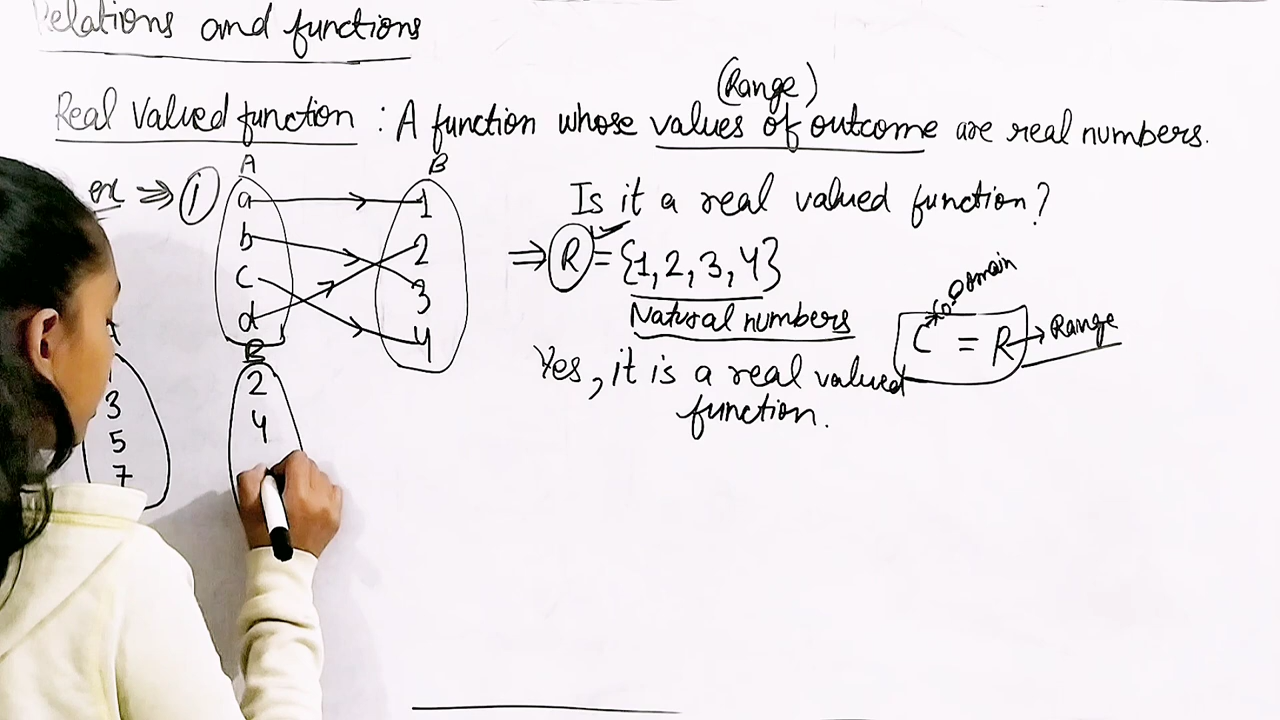 Relations and functions
(Range)
Real Valued function : A function whose values of outcome are real numbers.
A B
ex ⇒ 1
a 1
b 2
c 3
d 4
Is it a real valued function?
⇒ R = {1, 2, 3, 4}
Natural numbers
Yes, it is a real valued
function.
Co-Domain
C = R → Range
B
3
5
7
2
4